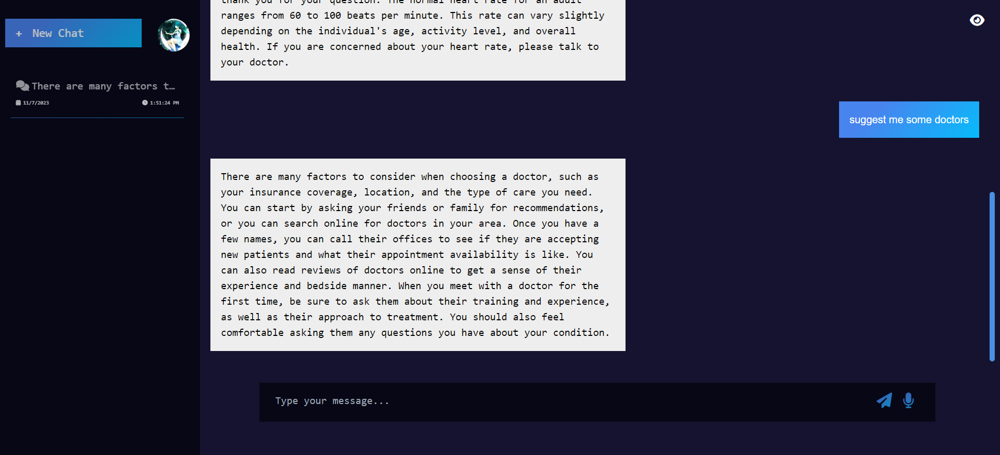 + New Chat
There are many factors t…
11/7/2023
1:51:24 PM
thank you for your question. The normal heart rate for an adult
ranges from 60 to 100 beats per minute. This rate can vary slightly
depending on the individual's age, activity level, and overall
health. If you are concerned about your heart rate, please talk to
your doctor.
suggest me some doctors
There are many factors to consider when choosing a doctor, such as
your insurance coverage, location, and the type of care you need.
You can start by asking your friends or family for recommendations,
or you can search online for doctors in your area. Once you have a
few names, you can call their offices to see if they are accepting
new patients and what their appointment availability is like. You
can also read reviews of doctors online to get a sense of their
experience and bedside manner. When you meet with a doctor for the
first time, be sure to ask them about their training and experience,
as well as their approach to treatment. You should also feel
comfortable asking them any questions you have about your condition.
Type your message...